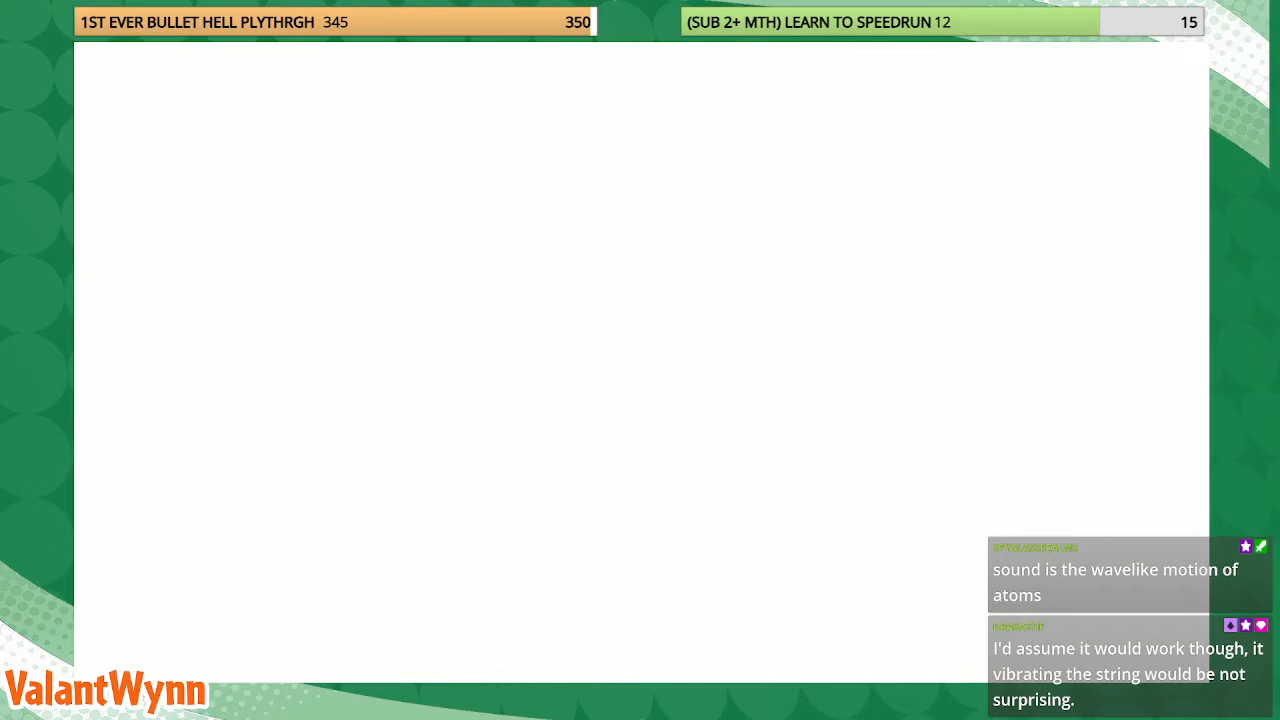 1ST EVER BULLET HELL PLYTHRGH 345 350
(SUB 2+ MTH) LEARN TO SPEEDRUN 12 15
sound is the wavelike motion of
atoms
I'd assume it would work though, it
vibrating the string would be not
surprising.
ValantWynn